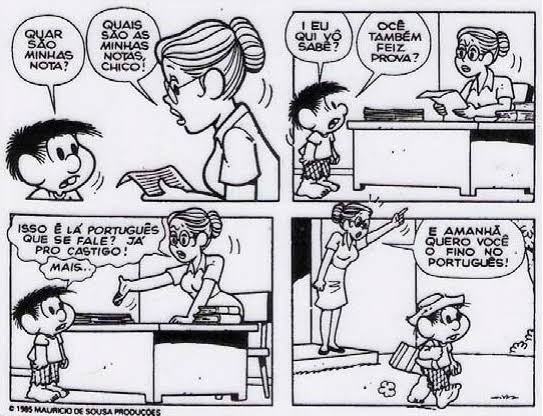 QUAR
SÃO
MINHAS
NOTA?
QUAIS
SÃO AS
MINHAS
NOTAS,
CHICO!
I EU
QUI VÔ
SABÊ?
OCÊ
TAMBÉM
FEIZ
PROVA?
ISSO É LÁ PORTUGUÊS
QUE SE FALE? JÁ
PRO CASTIGO!
MAIS...
E AMANHÃ
QUERO VOCÊ
O FINO NO
PORTUGUÊS!
© 1985 MAURICIO DE SOUSA PRODUÇÕES